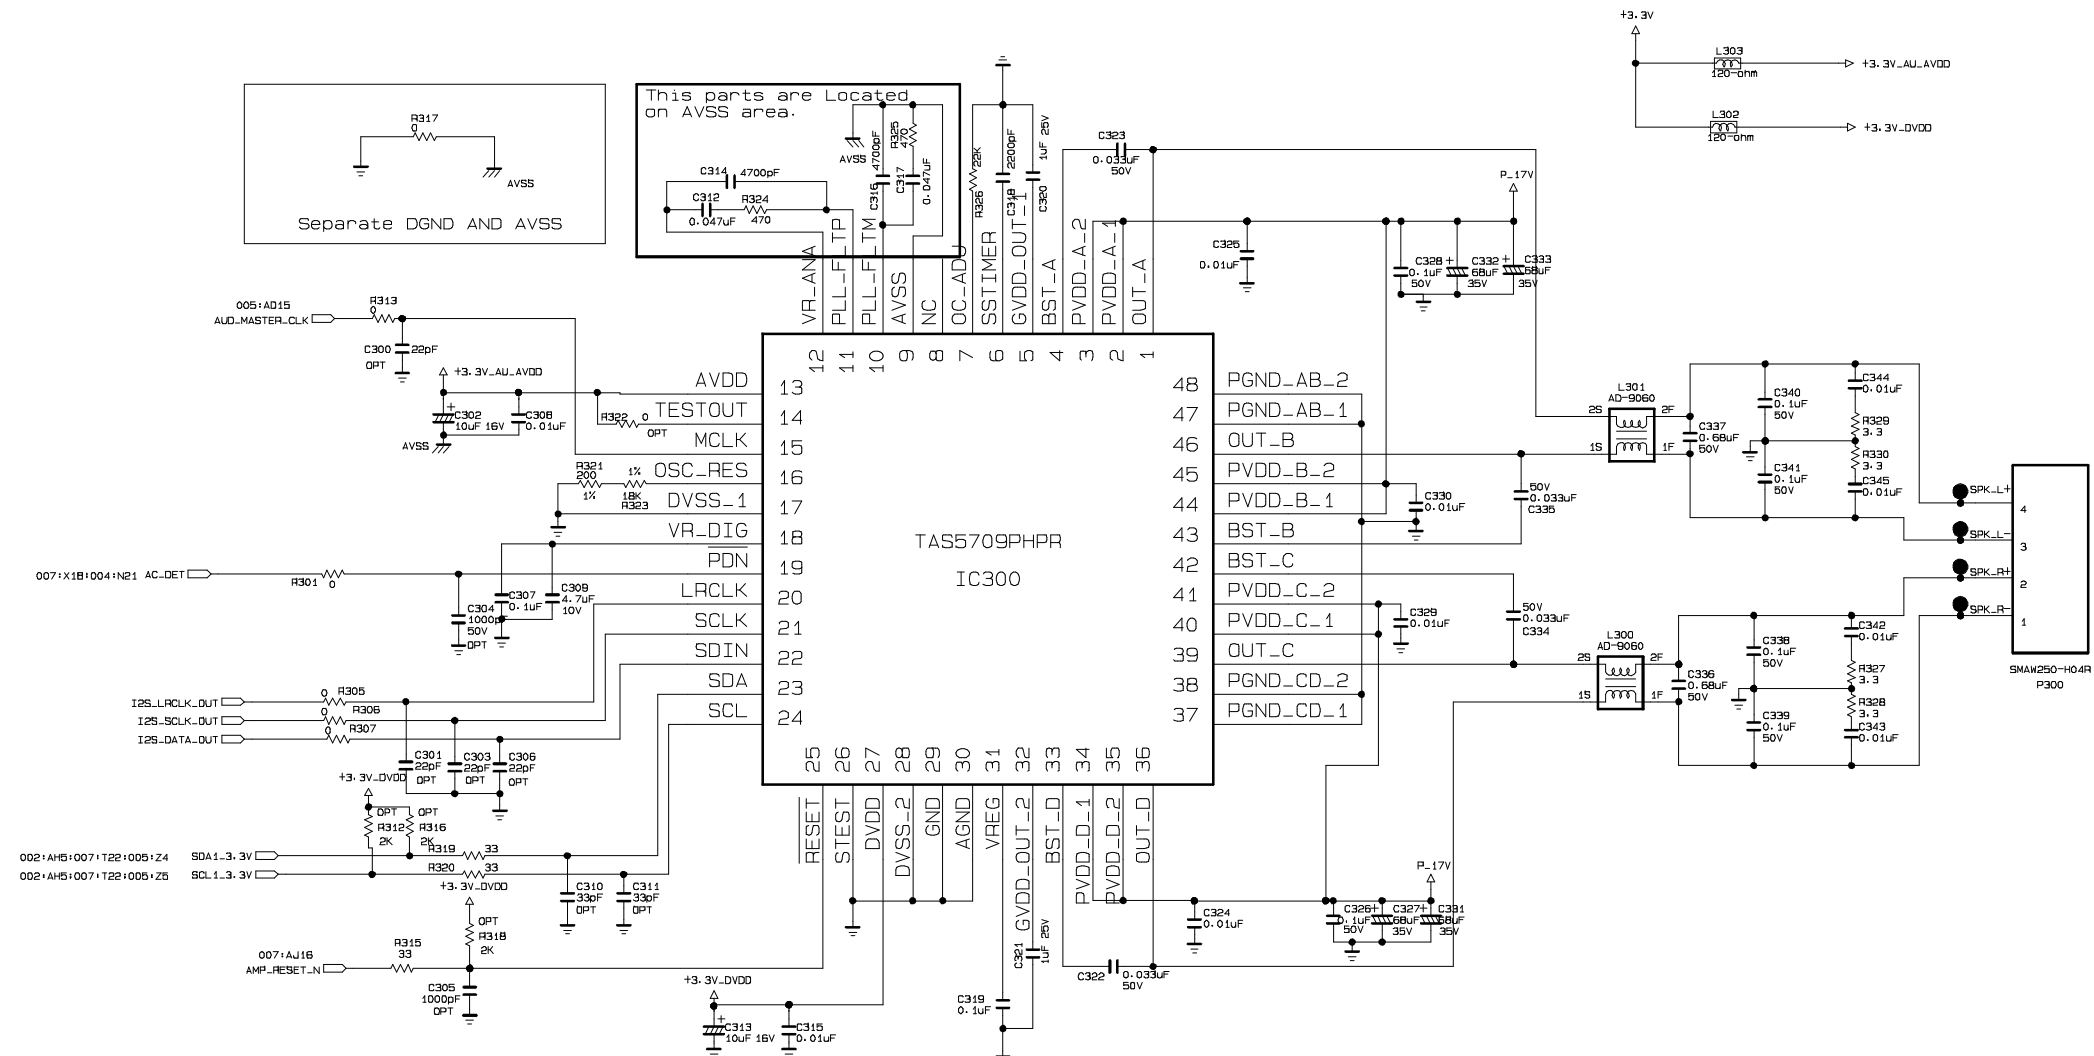 +3.3V
L303
120-ohm
+3.3V_AU_AVDD
L302
120-ohm
+3.3V_DVDD
R317
0
AVSS
Separate DGND AND AVSS
This parts are Located
on AVSS area.
AVSS
C316
4700pF
R325
470
C317
0.047uF
C314
4700pF
C312
0.047uF
R324
470
R326
22K
C318
2200pF
C320
1uF 25V
C323
0.033uF
50V
P_17V
C325
0.01uF
C328
0.1uF
50V
C332
68uF
35V
C333
68uF
35V
VR_ANA
PLL_FLTP
PLL_FLTM
AVSS
NC
OC_ADJ
SSTIMER
GVDD_OUT_1
BST_A
PVDD_A_2
PVDD_A_1
OUT_A
12
11
10
9
8
7
6
5
4
3
2
1
005:AD15
AUD_MASTER_CLK
R313
0
C300
22pF
OPT
+3.3V_AU_AVDD
C302
10uF 16V
C308
0.01uF
AVSS
R322
0
OPT
R321
200
1%
1%
18K
R323
AVDD
13
TESTOUT
14
MCLK
15
OSC_RES
16
DVSS_1
17
VR_DIG
18
PDN
19
LRCLK
20
SCLK
21
SDIN
22
SDA
23
SCL
24
TAS5709PHPR
IC300
48
PGND_AB_2
47
PGND_AB_1
46
OUT_B
45
PVDD_B_2
44
PVDD_B_1
43
BST_B
42
BST_C
41
PVDD_C_2
40
PVDD_C_1
39
OUT_C
38
PGND_CD_2
37
PGND_CD_1
C330
0.01uF
50V
0.033uF
C335
C329
0.01uF
50V
0.033uF
C334
L301
AD-9060
2S
2F
1S
1F
C337
0.68uF
50V
C340
0.1uF
50V
C341
0.1uF
50V
C344
0.01uF
R329
3.3
R330
3.3
C345
0.01uF
L300
AD-9060
2S
2F
1S
1F
C336
0.68uF
50V
C338
0.1uF
50V
C339
0.1uF
50V
C342
0.01uF
R327
3.3
R328
3.3
C343
0.01uF
SPK_L+
4
SPK_L-
3
SPK_R+
2
SPK_R-
1
SMAW250-H04R
P300
007:X18;004:N21
AC_DET
R301
0
C304
1000pF
50V
OPT
C307
0.1uF
C309
4.7uF
10V
I2S_LRCLK_OUT
0
R305
I2S_SCLK_OUT
0
R306
I2S_DATA_OUT
0
R307
C301
22pF
OPT
C303
22pF
OPT
C306
22pF
OPT
+3.3V_DVDD
OPT
R312
2K
OPT
R316
2K
002:AH5;007:T22;005:Z4
SDA1_3.3V
R319
33
002:AH5;007:T22;005:Z5
SCL1_3.3V
R320
33
C310
33pF
OPT
C311
33pF
OPT
+3.3V_DVDD
OPT
R318
2K
007:AJ16
AMP_RESET_N
R315
33
C305
1000pF
OPT
25
26
27
28
29
30
31
32
33
34
35
36
RESET
STEST
DVDD
DVSS_2
GND
AGND
VREG
GVDD_OUT_2
BST_D
PVDD_D_1
PVDD_D_2
OUT_D
+3.3V_DVDD
C313
10uF 16V
C315
0.01uF
C319
0.1uF
C321
1uF 25V
C322
0.033uF
50V
C324
0.01uF
P_17V
C326
0.1uF
50V
C327
68uF
35V
C331
68uF
35V